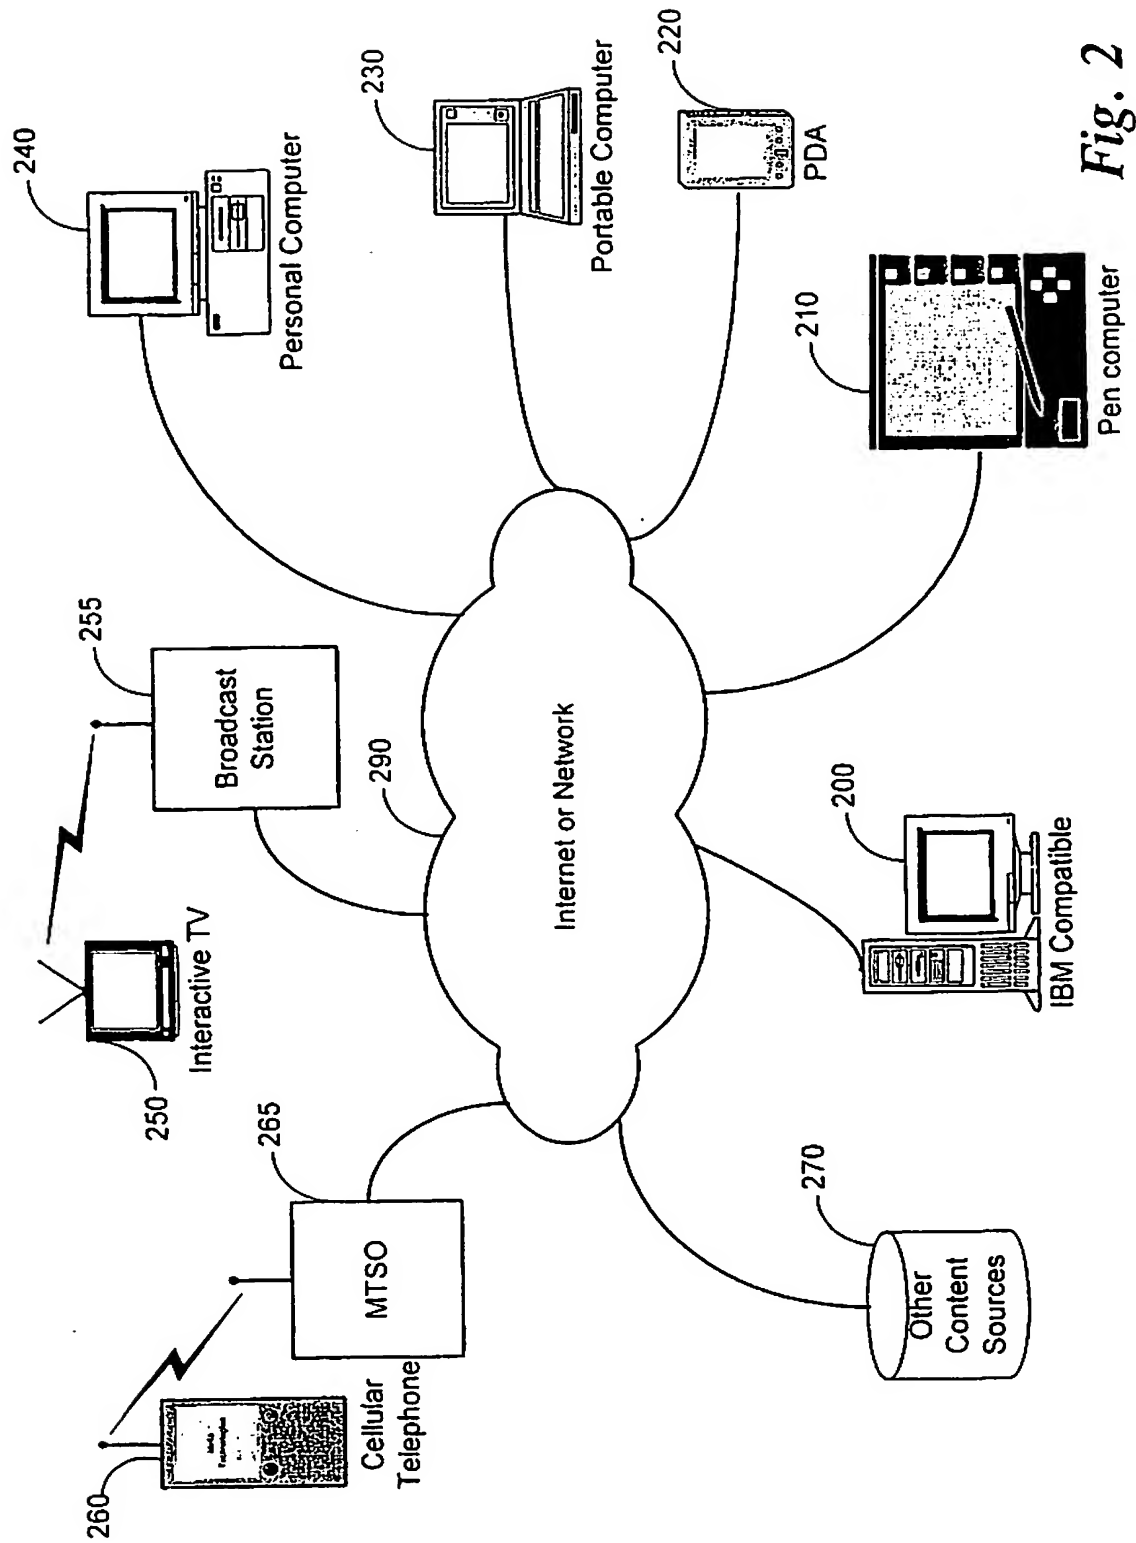 260
250
255
240
Interactive TV
Broadcast
Station
Personal Computer
265
MTSO
Cellular
Telephone
290
230
Portable Computer
Internet or Network
220
PDA
270
Other
Content
Sources
200
IBM Compatible
210
Pen computer
Fig. 2